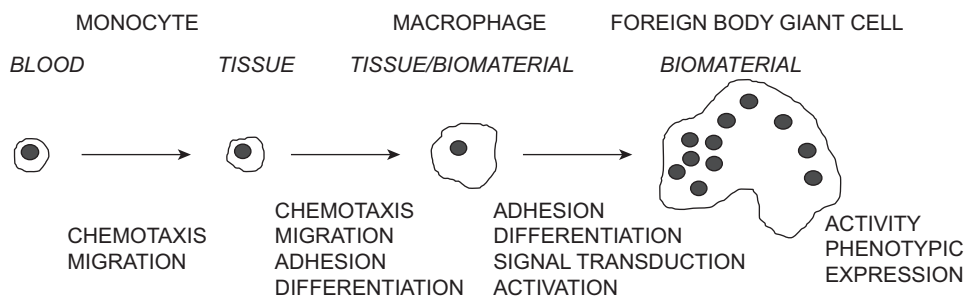 MONOCYTE MACROPHAGE FOREIGN BODY GIANT CELL
BLOOD TISSUE TISSUE/BIOMATERIAL BIOMATERIAL
CHEMOTAXIS
MIGRATION
CHEMOTAXIS
MIGRATION
ADHESION
DIFFERENTIATION
ADHESION
DIFFERENTIATION
SIGNAL TRANSDUCTION
ACTIVATION
ACTIVITY
PHENOTYPIC
EXPRESSION